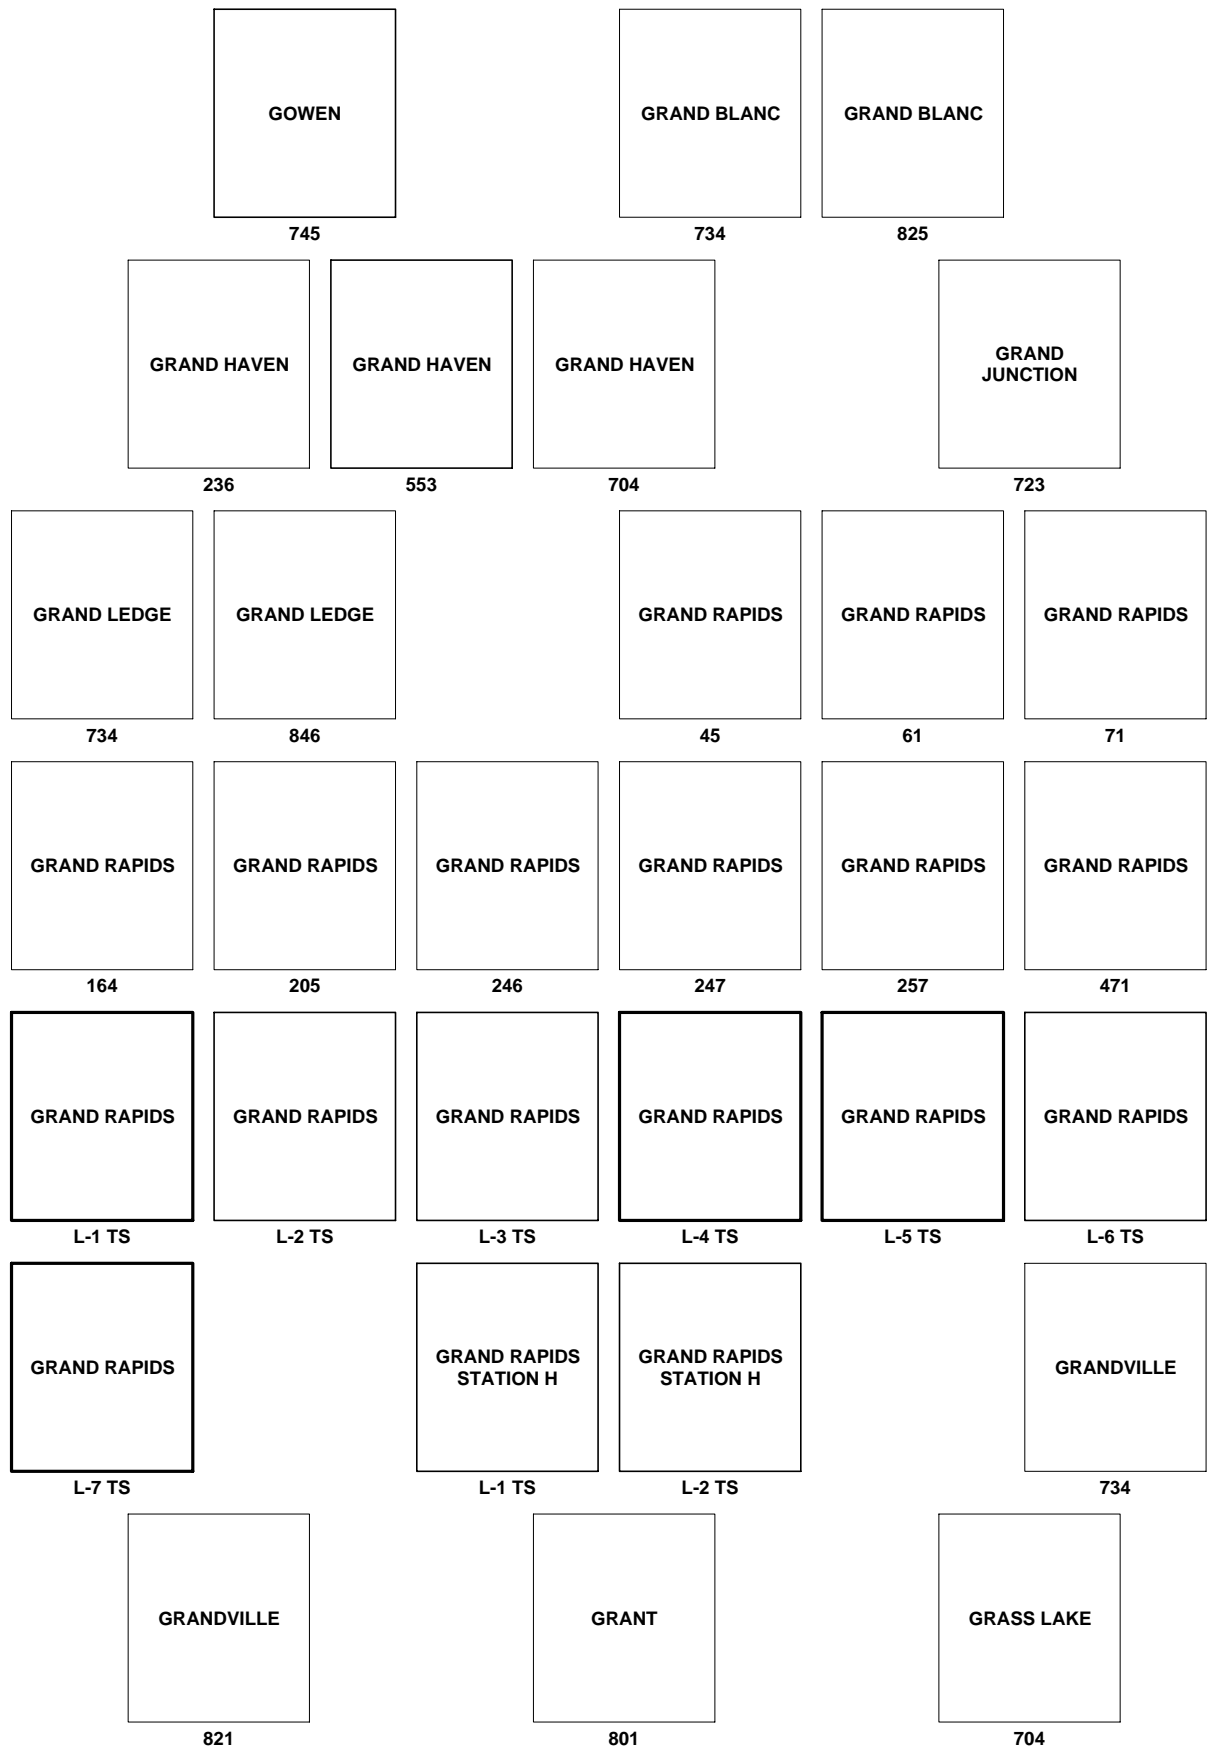 GOWEN
745
GRAND BLANC
734
GRAND BLANC
825
GRAND HAVEN
236
GRAND HAVEN
553
GRAND HAVEN
704
GRAND
JUNCTION
723
GRAND LEDGE
734
GRAND LEDGE
846
GRAND RAPIDS
45
GRAND RAPIDS
61
GRAND RAPIDS
71
GRAND RAPIDS
164
GRAND RAPIDS
205
GRAND RAPIDS
246
GRAND RAPIDS
247
GRAND RAPIDS
257
GRAND RAPIDS
471
GRAND RAPIDS
L-1 TS
GRAND RAPIDS
L-2 TS
GRAND RAPIDS
L-3 TS
GRAND RAPIDS
L-4 TS
GRAND RAPIDS
L-5 TS
GRAND RAPIDS
L-6 TS
GRAND RAPIDS
L-7 TS
GRAND RAPIDS
STATION H
L-1 TS
GRAND RAPIDS
STATION H
L-2 TS
GRANDVILLE
734
GRANDVILLE
821
GRANT
801
GRASS LAKE
704